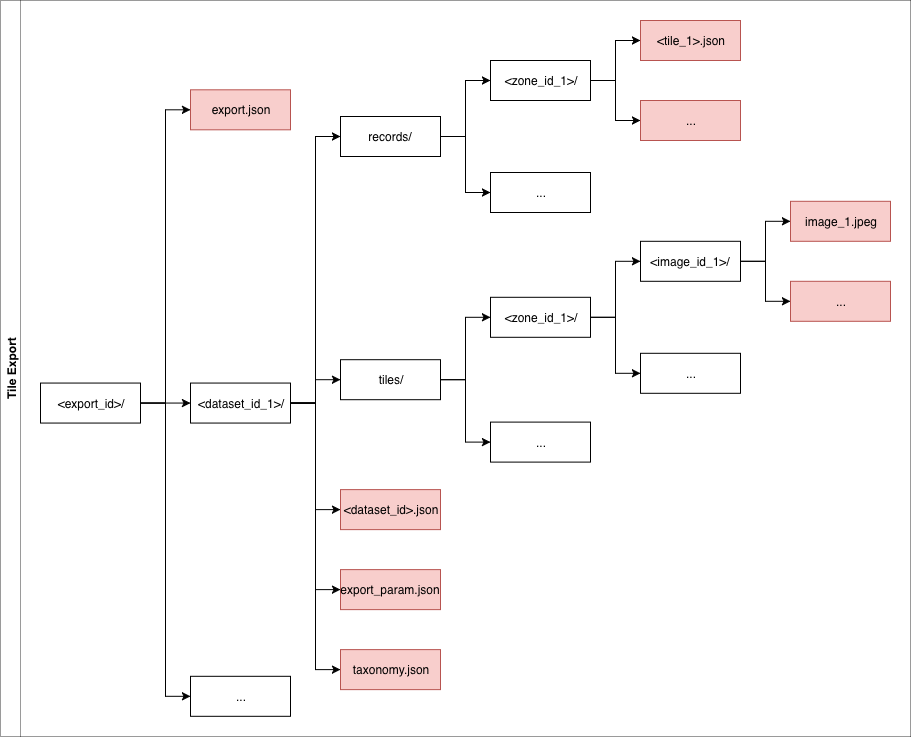 Tile Export
<export_id>/
export.json
<dataset_id_1>/
...
records/
tiles/
<dataset_id>.json
export_param.json
taxonomy.json
<zone_id_1>/
...
<zone_id_1>/
...
<tile_1>.json
...
<image_id_1>/
...
image_1.jpeg
...